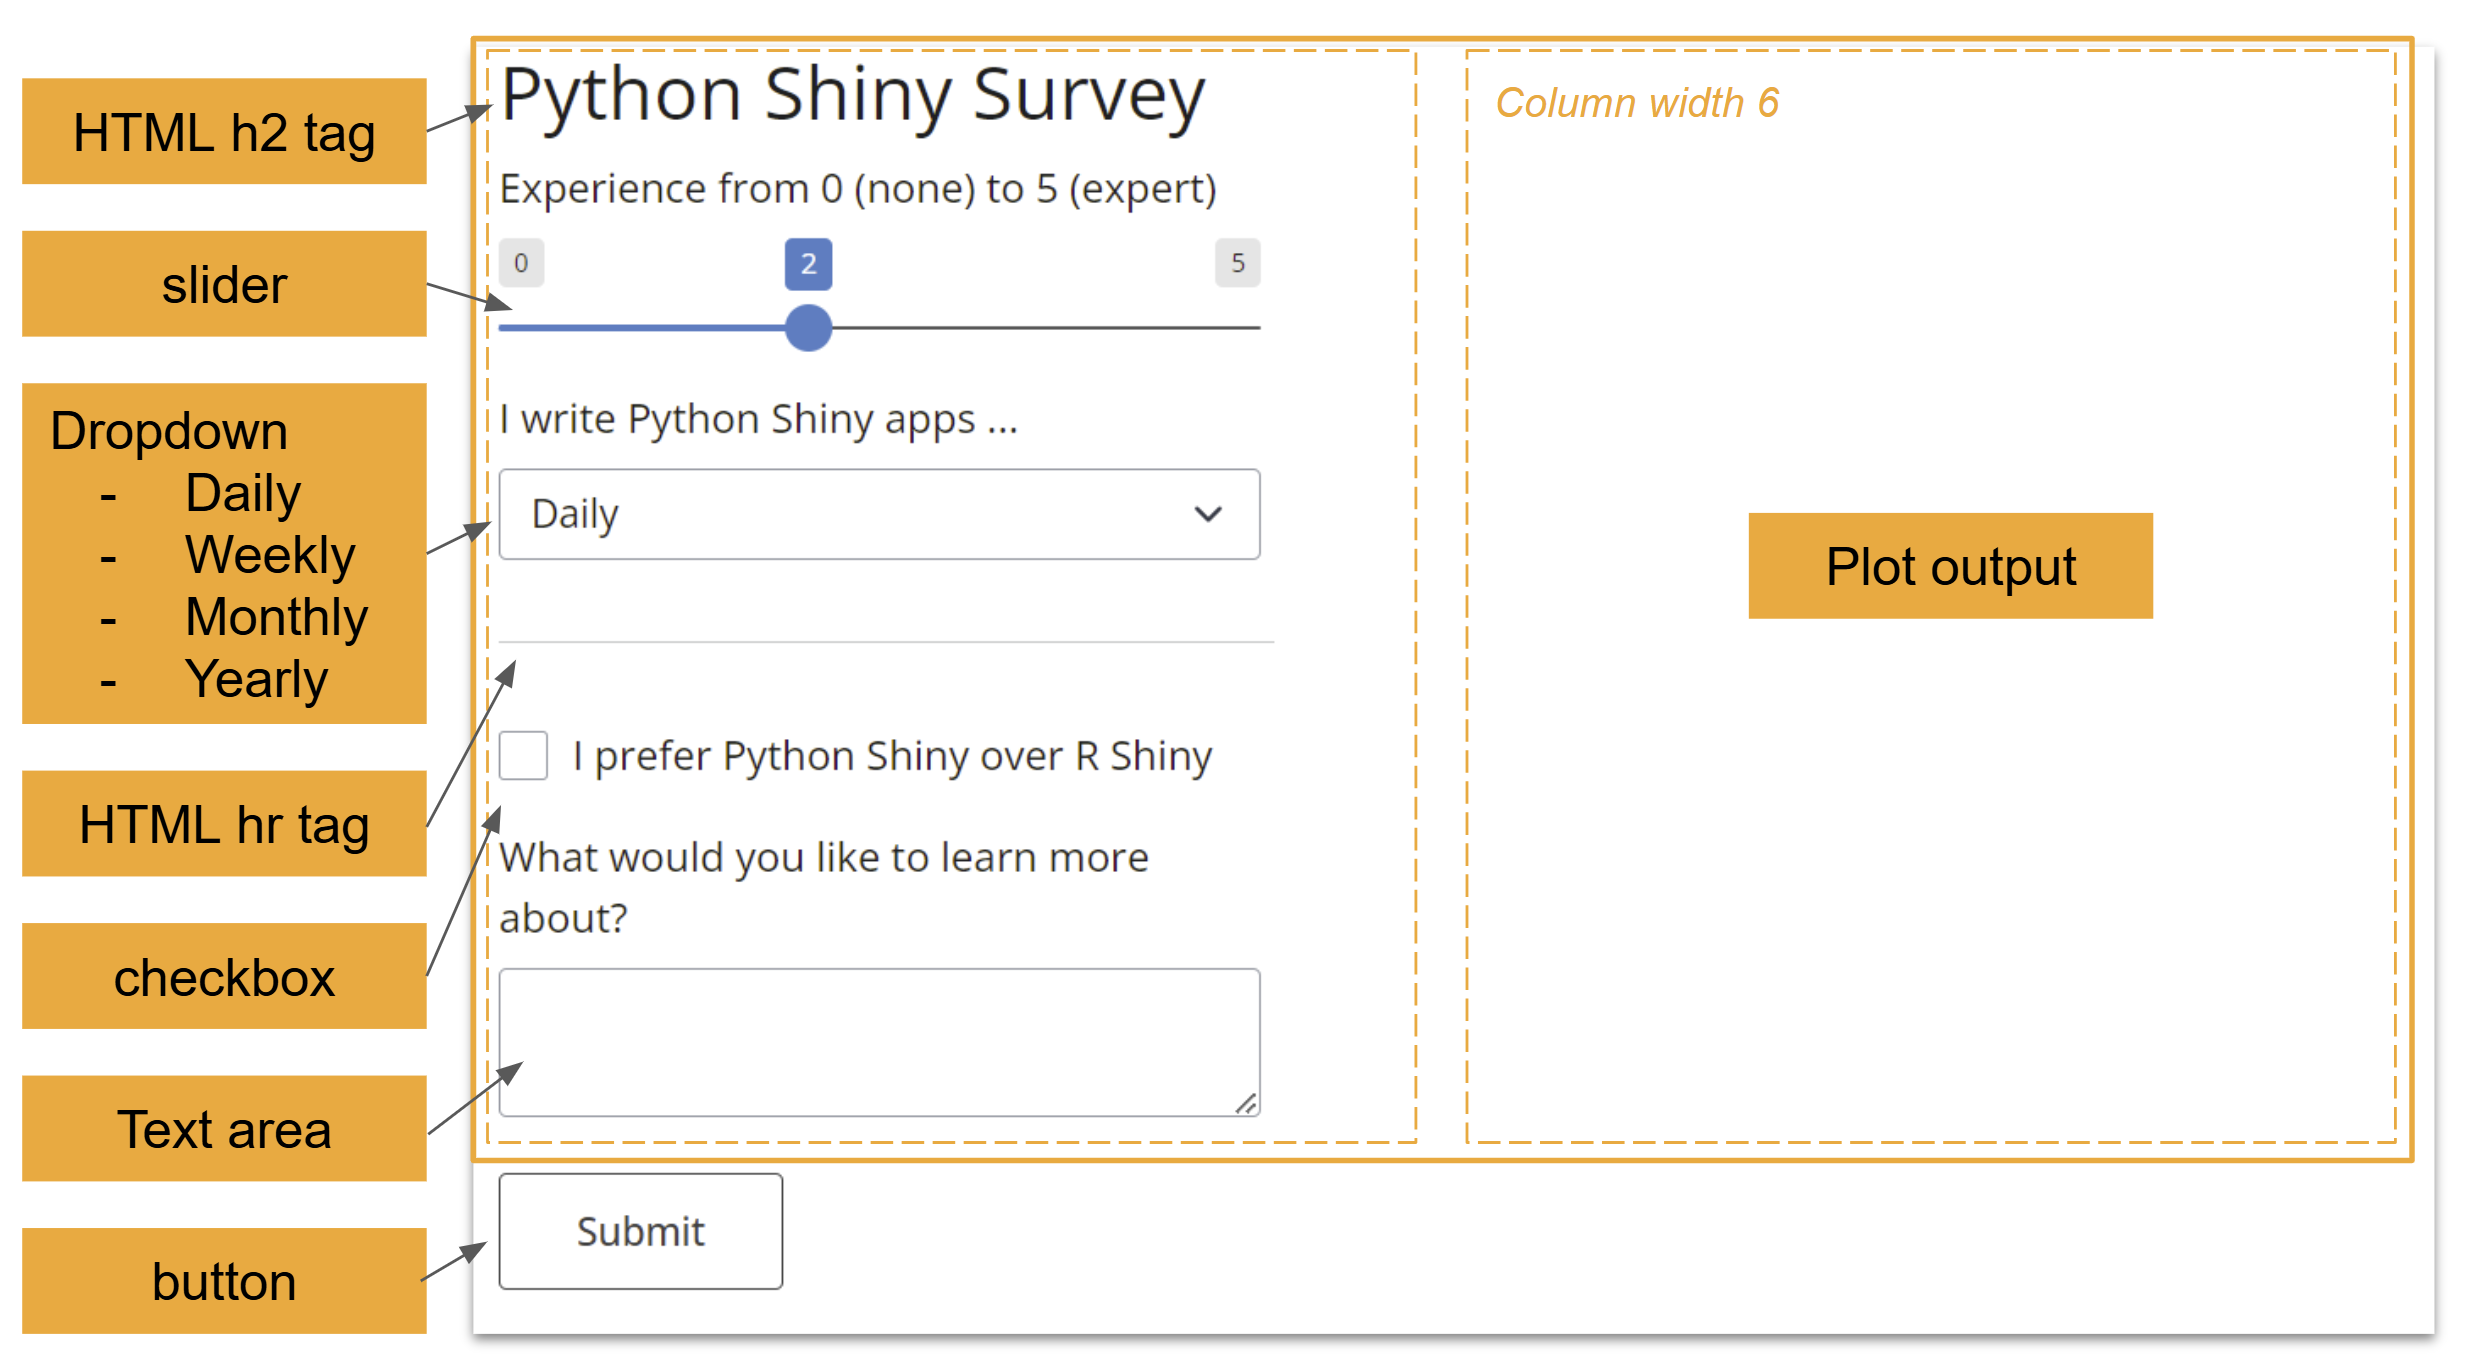 HTML h2 tag
slider
Dropdown
- Daily
- Weekly
- Monthly
- Yearly
HTML hr tag
checkbox
Text area
button
Python Shiny Survey
Experience from 0 (none) to 5 (expert)
0 2 5
I write Python Shiny apps ...
Daily
I prefer Python Shiny over R Shiny
What would you like to learn more
about?
Submit
Column width 6
Plot output